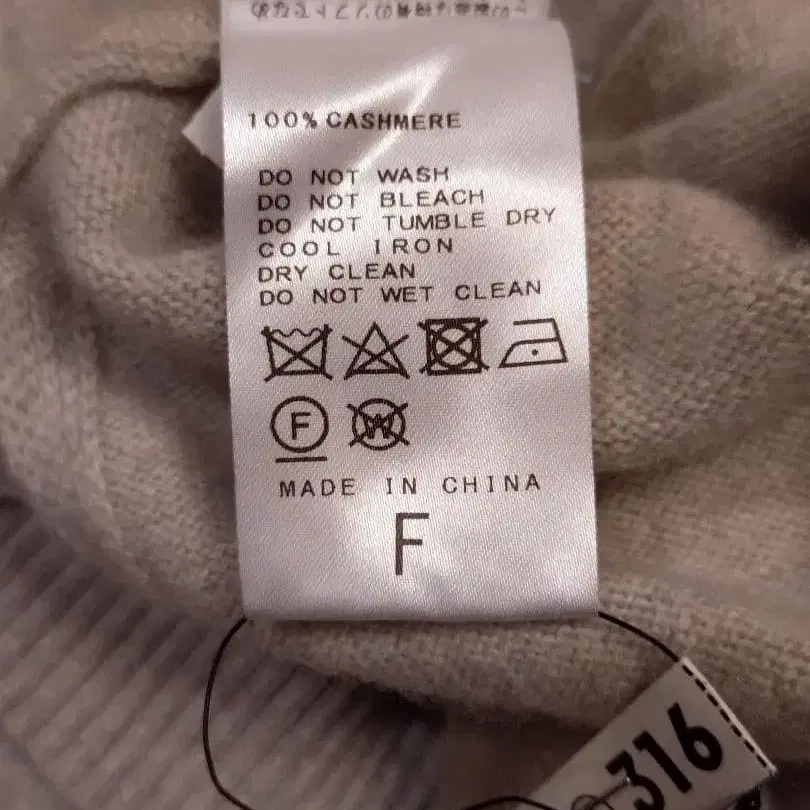 100% CASHMERE
DO NOT WASH
DO NOT BLEACH
DO NOT TUMBLE DRY
COOL IRON
DRY CLEAN
DO NOT WET CLEAN
F W
MADE IN CHINA
F
316